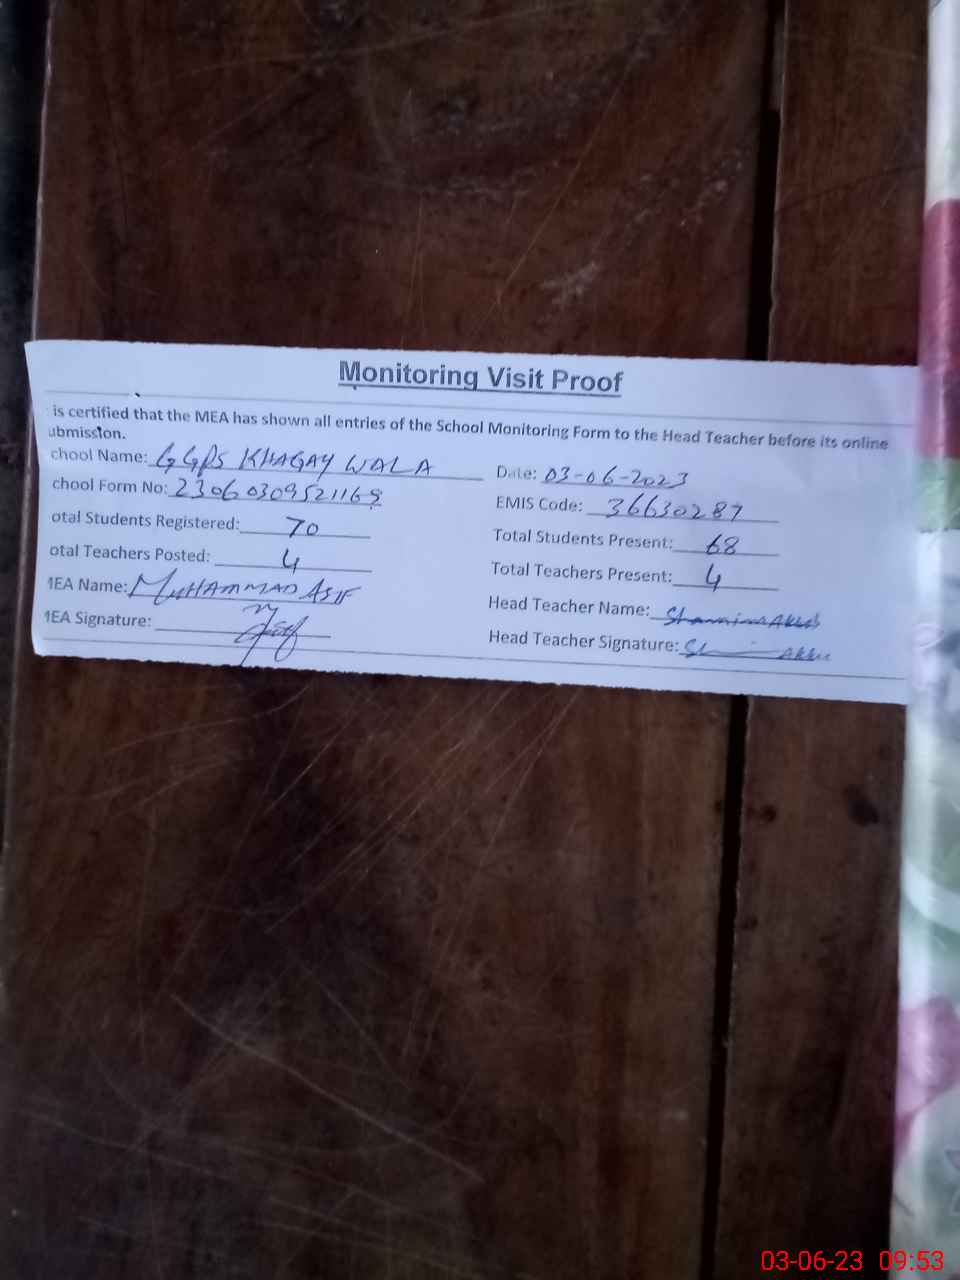 Monitoring Visit Proof
is certified that the MEA has shown all entries of the School Monitoring Form to the Head Teacher before its online
ubmission.
chool Name: GGPS KHAGAY WALA Date: 03-06-2023
chool Form No: EMIS Code: 36630287
otal Students Registered: 70 Total Students Present: 68
otal Teachers Posted: 4 Total Teachers Present: 4
MEA Name: MUHAMMAD ASIF Head Teacher Name:
MEA Signature: Head Teacher Signature:
03-06-23 09:53